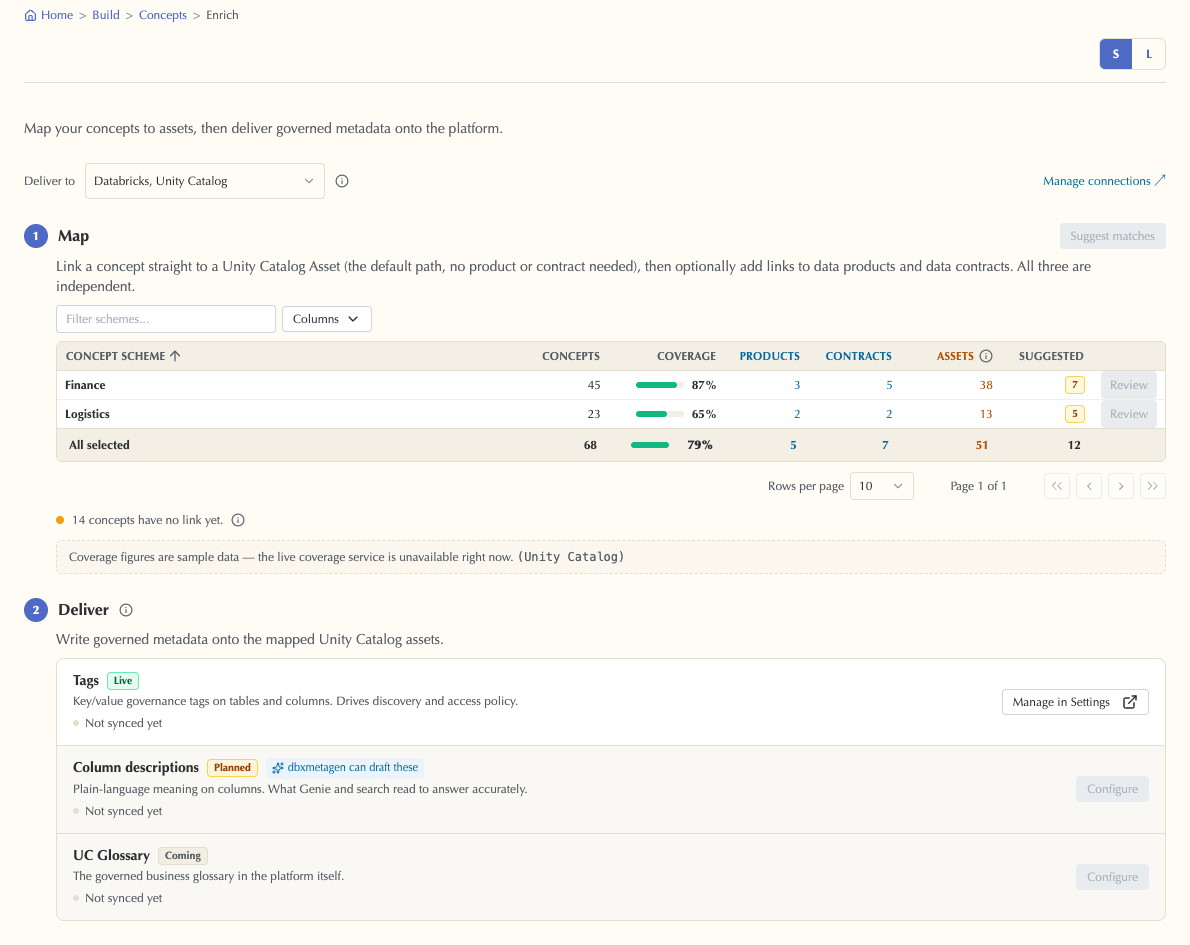 Home > Build > Concepts > Enrich
S L
Map your concepts to assets, then deliver governed metadata onto the platform.
Deliver to Databricks, Unity Catalog Manage connections
1 Map Suggest matches
Link a concept straight to a Unity Catalog Asset (the default path, no product or contract needed), then optionally add links to data products and data contracts. All three are
independent.
Filter schemes... Columns
CONCEPT SCHEME CONCEPTS COVERAGE PRODUCTS CONTRACTS ASSETS SUGGESTED
Finance 45 87% 3 5 38 7 Review
Logistics 23 65% 2 2 13 5 Review
All selected 68 79% 5 7 51 12
Rows per page 10 Page 1 of 1
14 concepts have no link yet.
Coverage figures are sample data — the live coverage service is unavailable right now. (Unity Catalog)
2 Deliver
Write governed metadata onto the mapped Unity Catalog assets.
Tags Live
Key/value governance tags on tables and columns. Drives discovery and access policy.
Manage in Settings
Not synced yet
Column descriptions Planned dbxmetagen can draft these
Plain-language meaning on columns. What Genie and search read to answer accurately.
Configure
Not synced yet
UC Glossary Coming
The governed business glossary in the platform itself.
Configure
Not synced yet